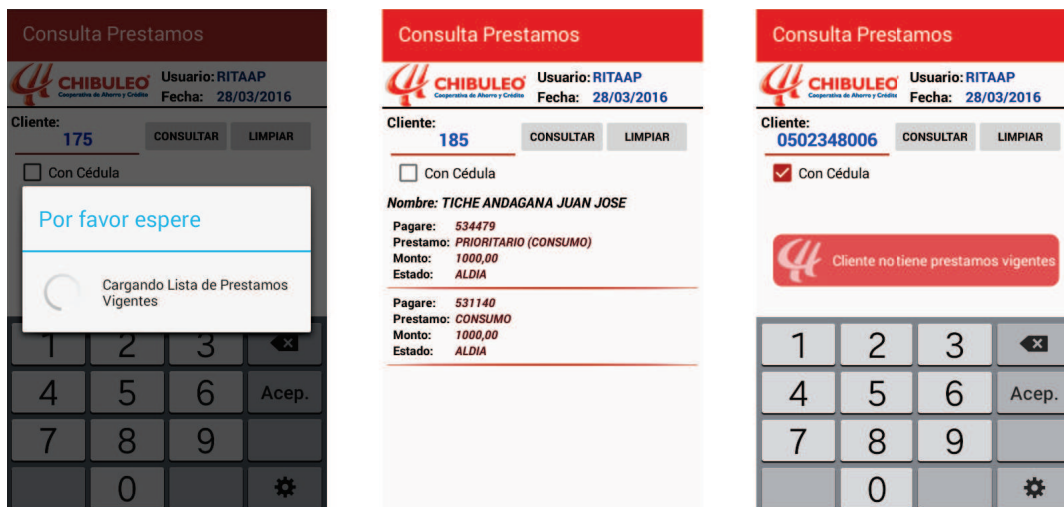 Consulta Prestamos
CHIBULEO
Cooperativa de Ahorro y Crédito
Usuario: RITAAP
Fecha: 28/03/2016
Cliente:
175
CONSULTAR
LIMPIAR
Con Cédula
Por favor espere
Cargando Lista de Prestamos
Vigentes
1 2 3
4 5 6 Acep.
7 8 9
0
Consulta Prestamos
CHIBULEO
Cooperativa de Ahorro y Crédito
Usuario: RITAAP
Fecha: 28/03/2016
Cliente:
185
CONSULTAR
LIMPIAR
Con Cédula
Nombre: TICHE ANDAGANA JUAN JOSE
Pagare: 534479
Prestamo: PRIORITARIO (CONSUMO)
Monto: 1000,00
Estado: ALDIA
Pagare: 531140
Prestamo: CONSUMO
Monto: 1000,00
Estado: ALDIA
Consulta Prestamos
CHIBULEO
Cooperativa de Ahorro y Crédito
Usuario: RITAAP
Fecha: 28/03/2016
Cliente:
0502348006
CONSULTAR
LIMPIAR
Con Cédula
Cliente no tiene prestamos vigentes
1 2 3
4 5 6 Acep.
7 8 9
0